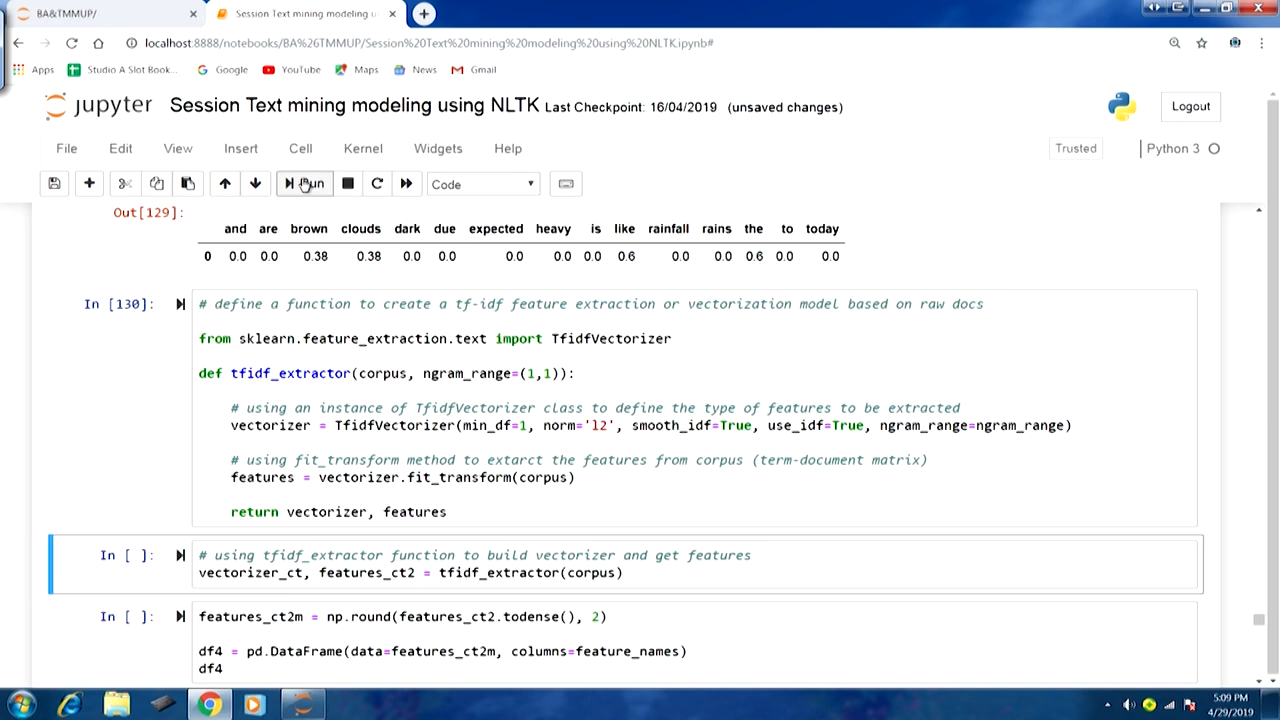 BA&TMMUP/
Session Text mining modeling u
localhost:8888/notebooks/BA%26TMMUP/Session%20Text%20mining%20modeling%20using%20NLTK.ipynb#
Apps
Studio A Slot Book...
Google
YouTube
Maps
News
Gmail
jupyter
Session Text mining modeling using NLTK
Last Checkpoint: 16/04/2019
(unsaved changes)
Logout
File
Edit
View
Insert
Cell
Kernel
Widgets
Help
Trusted
Python 3
Code
Out[129]:
and are brown clouds dark due expected heavy is like rainfall rains the to today
0 0.0 0.0 0.38 0.38 0.0 0.0 0.0 0.0 0.0 0.6 0.0 0.0 0.6 0.0 0.0
In [130]:
# define a function to create a tf-idf feature extraction or vectorization model based on raw docs
from sklearn.feature_extraction.text import TfidfVectorizer
def tfidf_extractor(corpus, ngram_range=(1,1)):
# using an instance of TfidfVectorizer class to define the type of features to be extracted
vectorizer = TfidfVectorizer(min_df=1, norm='l2', smooth_idf=True, use_idf=True, ngram_range=ngram_range)
# using fit_transform method to extarct the features from corpus (term-document matrix)
features = vectorizer.fit_transform(corpus)
return vectorizer, features
In [ ]:
# using tfidf_extractor function to build vectorizer and get features
vectorizer_ct, features_ct2 = tfidf_extractor(corpus)
In [ ]:
features_ct2m = np.round(features_ct2.todense(), 2)
df4 = pd.DataFrame(data=features_ct2m, columns=feature_names)
df4
5:09 PM
4/29/2019